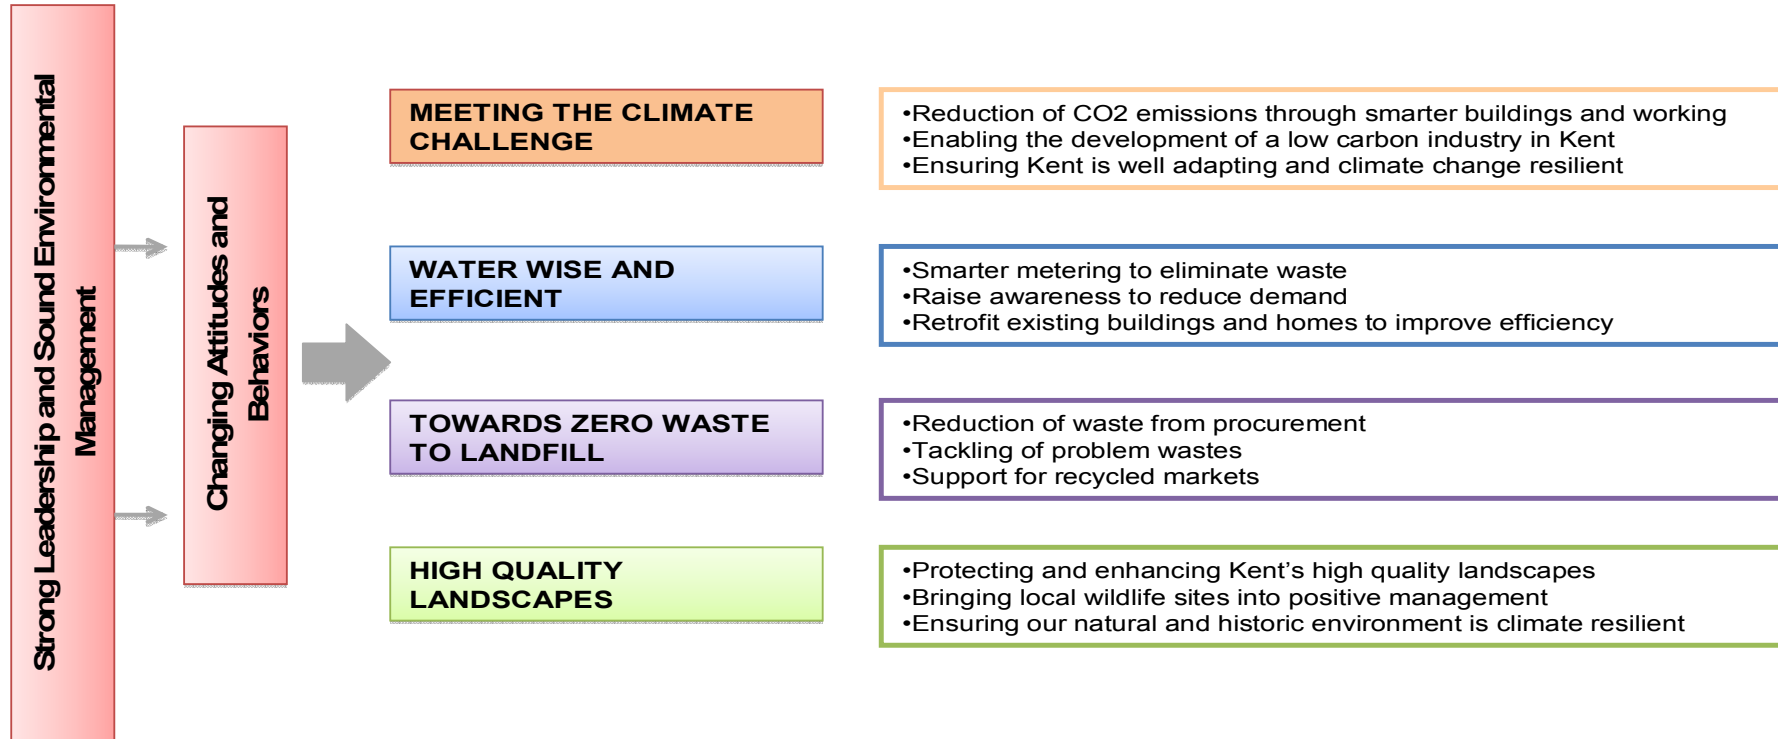 Strong Leadership and Sound Environmental
Management
Changing Attitudes and
Behaviors
MEETING THE CLIMATE
CHALLENGE
•Reduction of CO2 emissions through smarter buildings and working
•Enabling the development of a low carbon industry in Kent
•Ensuring Kent is well adapting and climate change resilient
WATER WISE AND
EFFICIENT
•Smarter metering to eliminate waste
•Raise awareness to reduce demand
•Retrofit existing buildings and homes to improve efficiency
TOWARDS ZERO WASTE
TO LANDFILL
•Reduction of waste from procurement
•Tackling of problem wastes
•Support for recycled markets
HIGH QUALITY
LANDSCAPES
•Protecting and enhancing Kent’s high quality landscapes
•Bringing local wildlife sites into positive management
•Ensuring our natural and historic environment is climate resilient